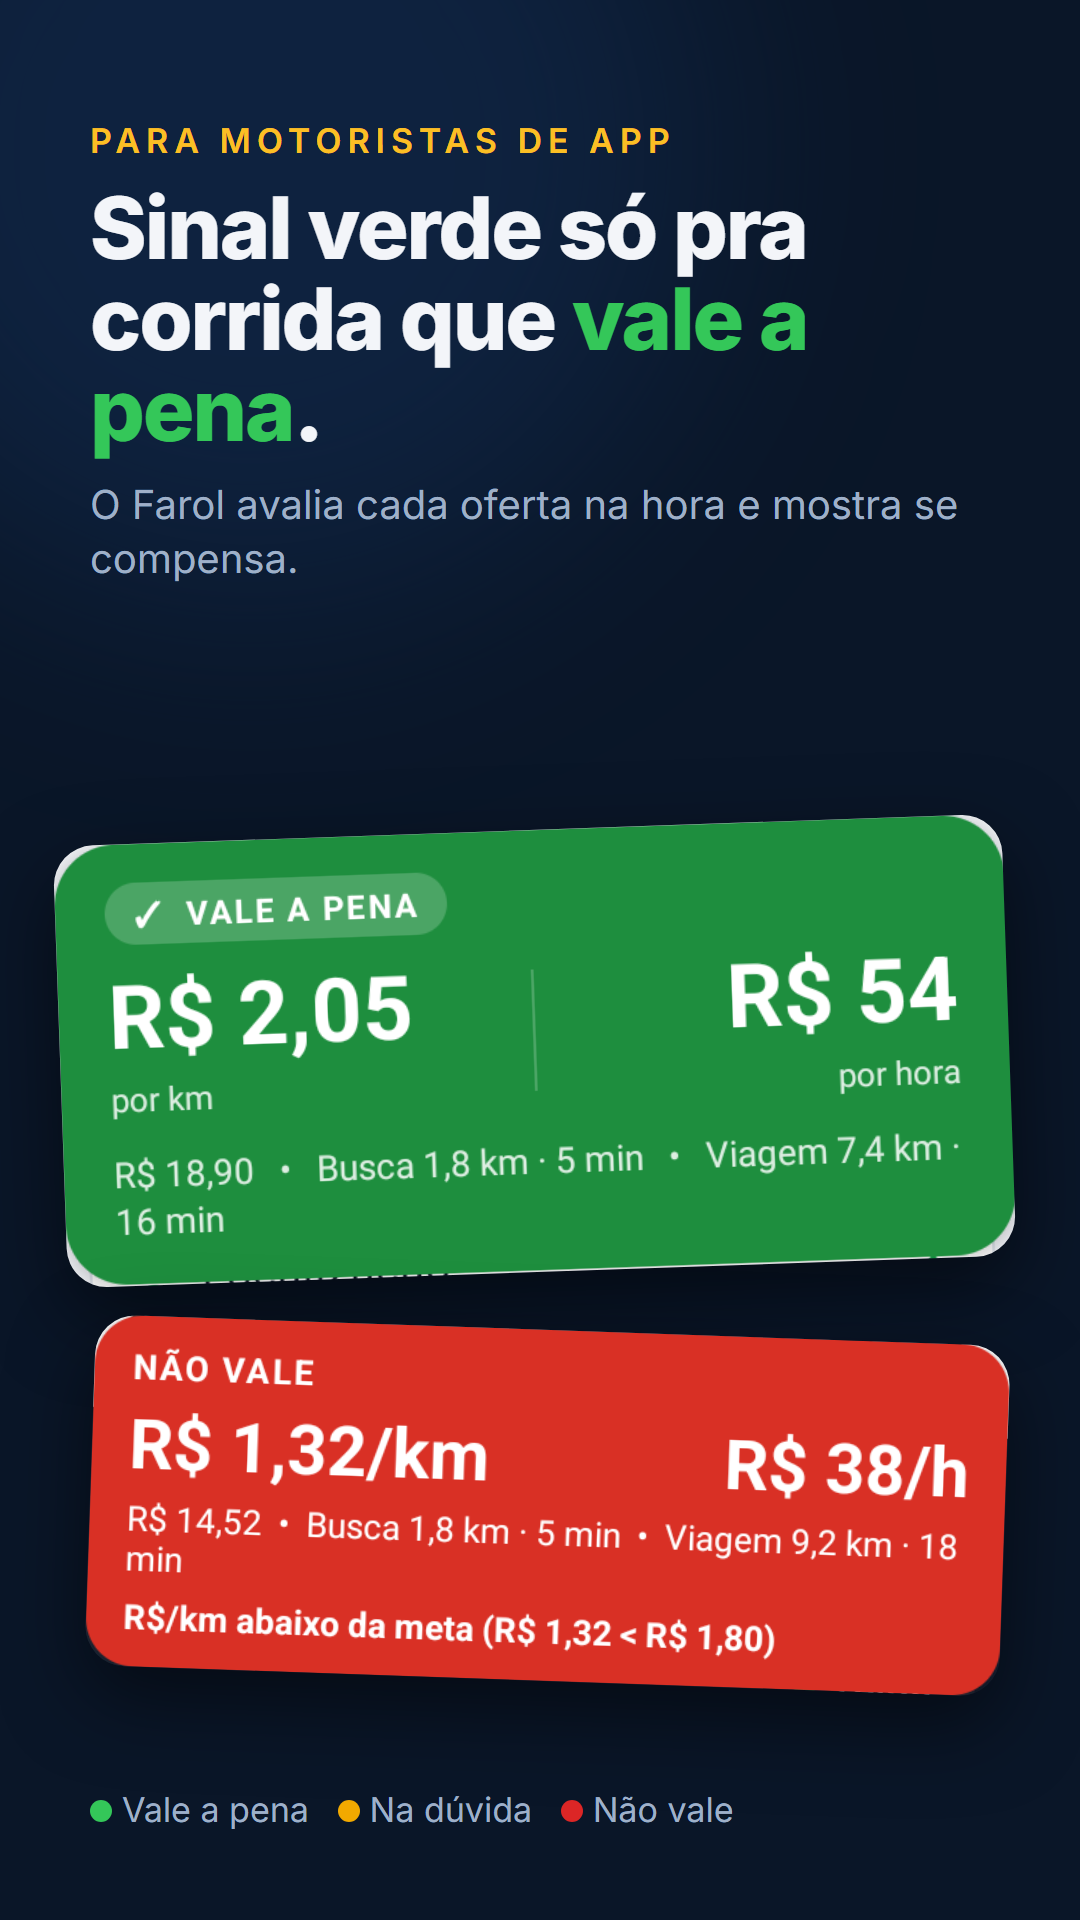 PARA MOTORISTAS DE APP
Sinal verde só pra
corrida que vale a
pena.
O Farol avalia cada oferta na hora e mostra se
compensa.
✓ VALE A PENA
R$ 2,05
por km
R$ 54
por hora
R$ 18,90 • Busca 1,8 km · 5 min • Viagem 7,4 km ·
16 min
NÃO VALE
R$ 1,32/km
R$ 38/h
R$ 14,52 • Busca 1,8 km · 5 min • Viagem 9,2 km · 18
min
R$/km abaixo da meta (R$ 1,32 < R$ 1,80)
Vale a pena Na dúvida Não vale